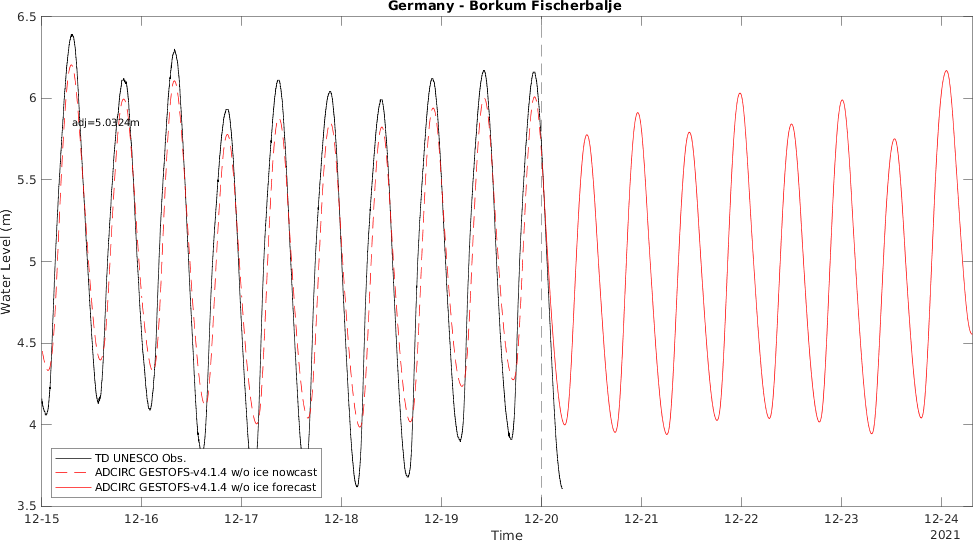 Germany - Borkum Fischerbalje
6.5
6
5.5
5
4.5
4
3.5
Water Level (m)
adj=5.0324m
TD UNESCO Obs.
ADCIRC GESTOFS-v4.1.4 w/o ice nowcast
ADCIRC GESTOFS-v4.1.4 w/o ice forecast
12-15 12-16 12-17 12-18 12-19 12-20 12-21 12-22 12-23 12-24
Time 2021